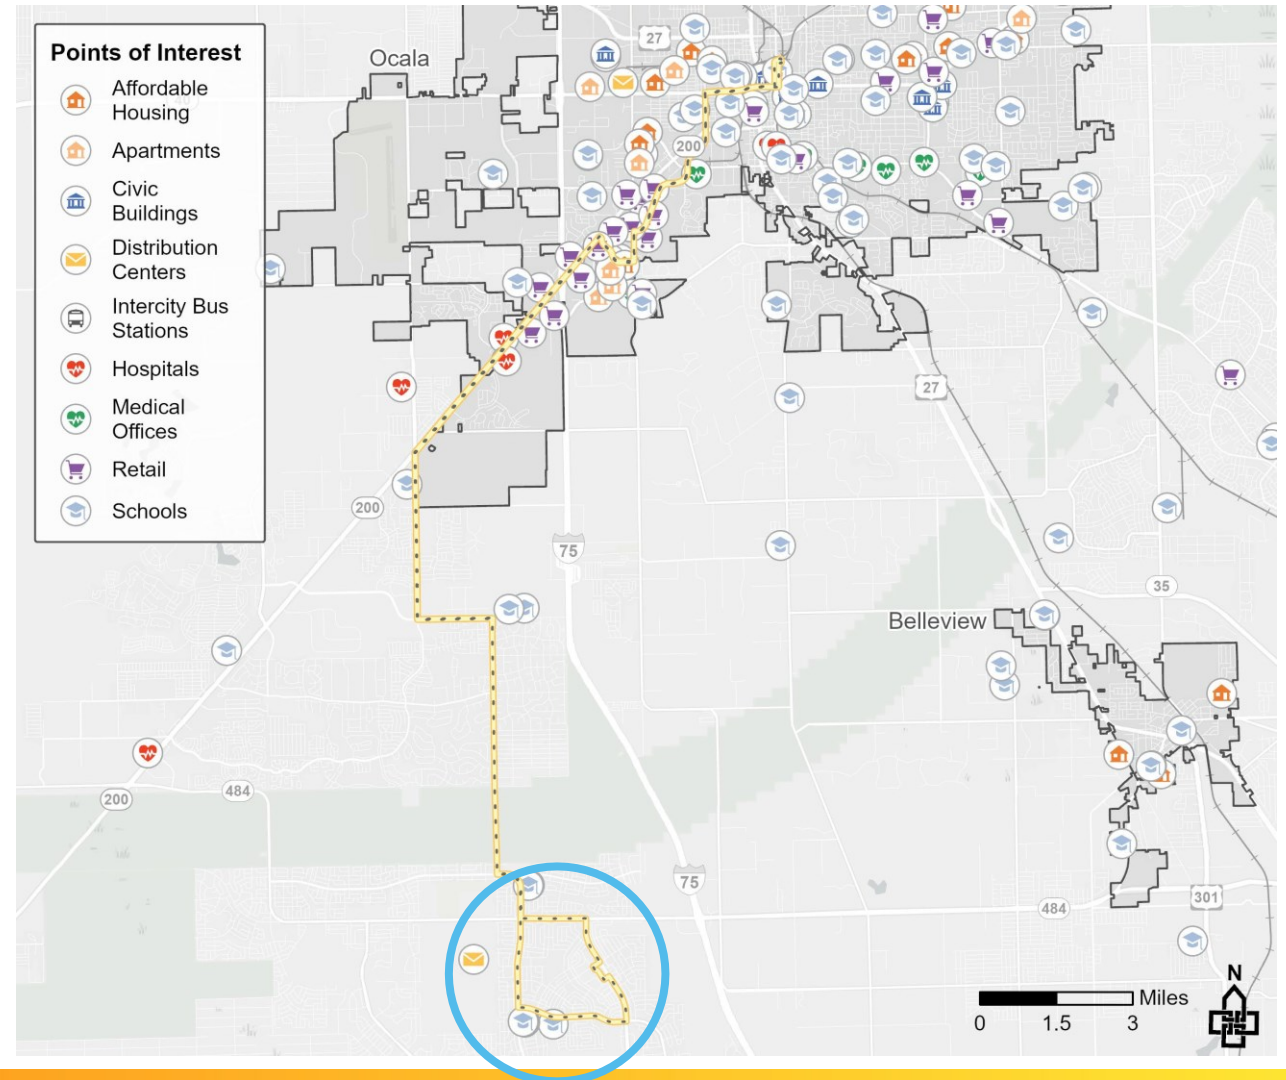 Points of Interest
Affordable
Housing
Apartments
Civic
Buildings
Distribution
Centers
Intercity Bus
Stations
Hospitals
Medical
Offices
Retail
Schools
Ocala
27
40
200
27
200
75
35
Belleview
200
484
75
484
301
N
Miles
0 1.5 3